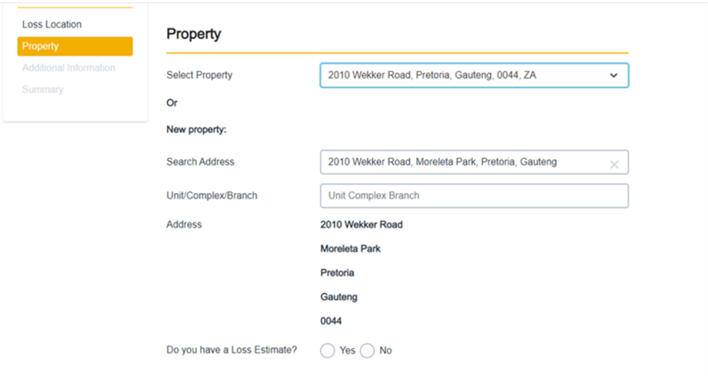 Loss Location
Property
Additional Information
Summary
Property
Select Property 2010 Wekker Road, Pretoria, Gauteng, 0044, ZA
Or
New property:
Search Address 2010 Wekker Road, Moreleta Park, Pretoria, Gauteng
Unit/Complex/Branch Unit Complex Branch
Address 2010 Wekker Road
Moreleta Park
Pretoria
Gauteng
0044
Do you have a Loss Estimate? Yes No